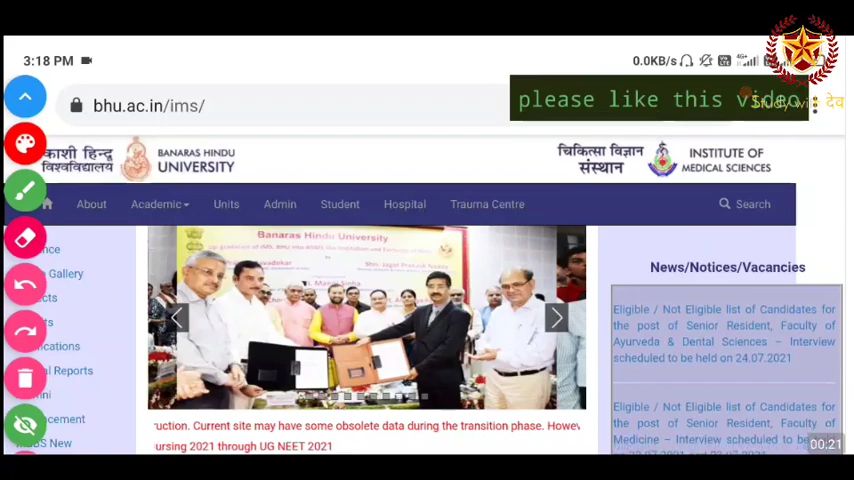 3:18 PM
0.0KB/s
4G+
bhu.ac.in/ims/
please like this video
Study with देव
काशी हिन्दू
विश्वविद्यालय
BANARAS HINDU
UNIVERSITY
चिकित्सा विज्ञान
संस्थान
INSTITUTE OF
MEDICAL SCIENCES
About Academic Units Admin Student Hospital Trauma Centre Search
Banaras Hindu University
Gallery
Reports
News/Notices/Vacancies
Eligible / Not Eligible list of Candidates for
the post of Senior Resident, Faculty of
Ayurveda & Dental Sciences – Interview
scheduled to be held on 24.07.2021
Eligible / Not Eligible list of Candidates for
the post of Senior Resident, Faculty of
Medicine – Interview scheduled to be
ruction. Current site may have some obsolete data during the transition phase. Howev
ursing 2021 through UG NEET 2021
00:21